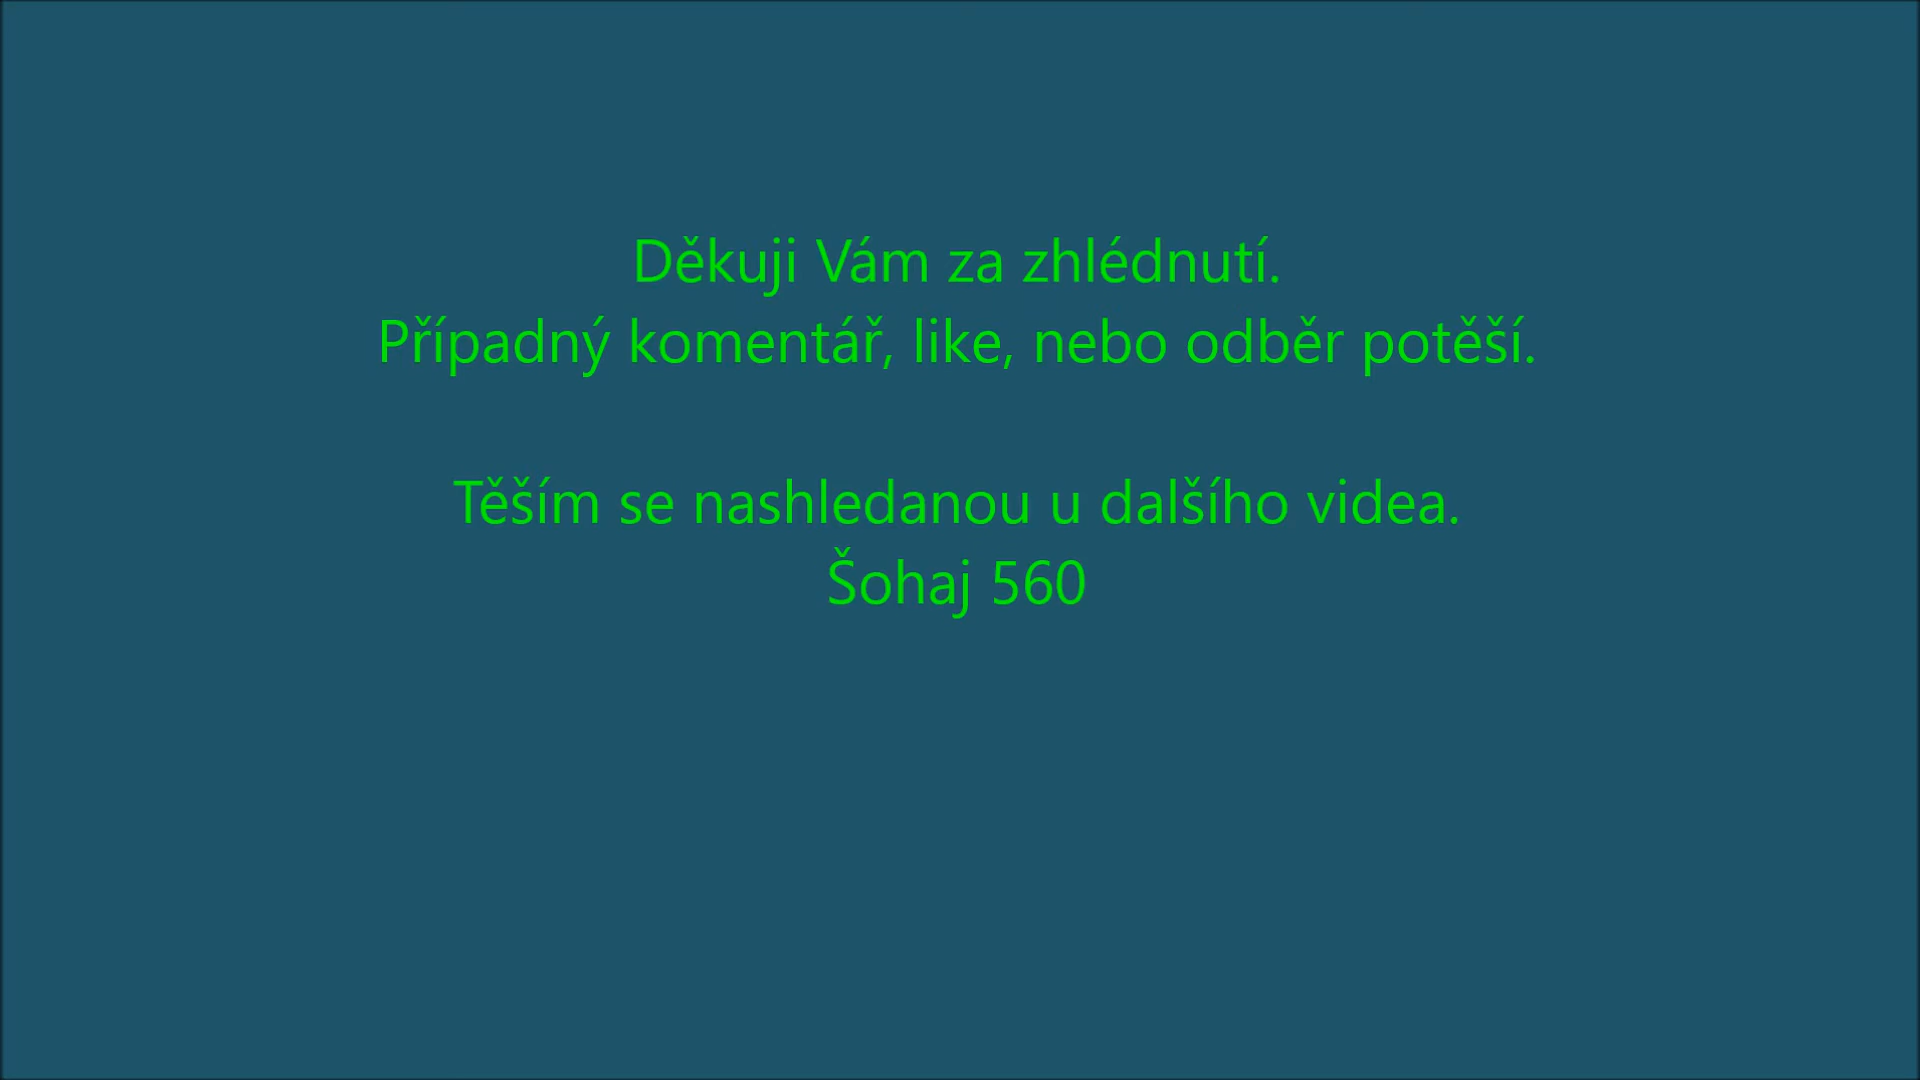 Děkuji Vám za zhlédnutí.
Případný komentář, like, nebo odběr potěší.
Těším se nashledanou u dalšího videa.
Šohaj 560